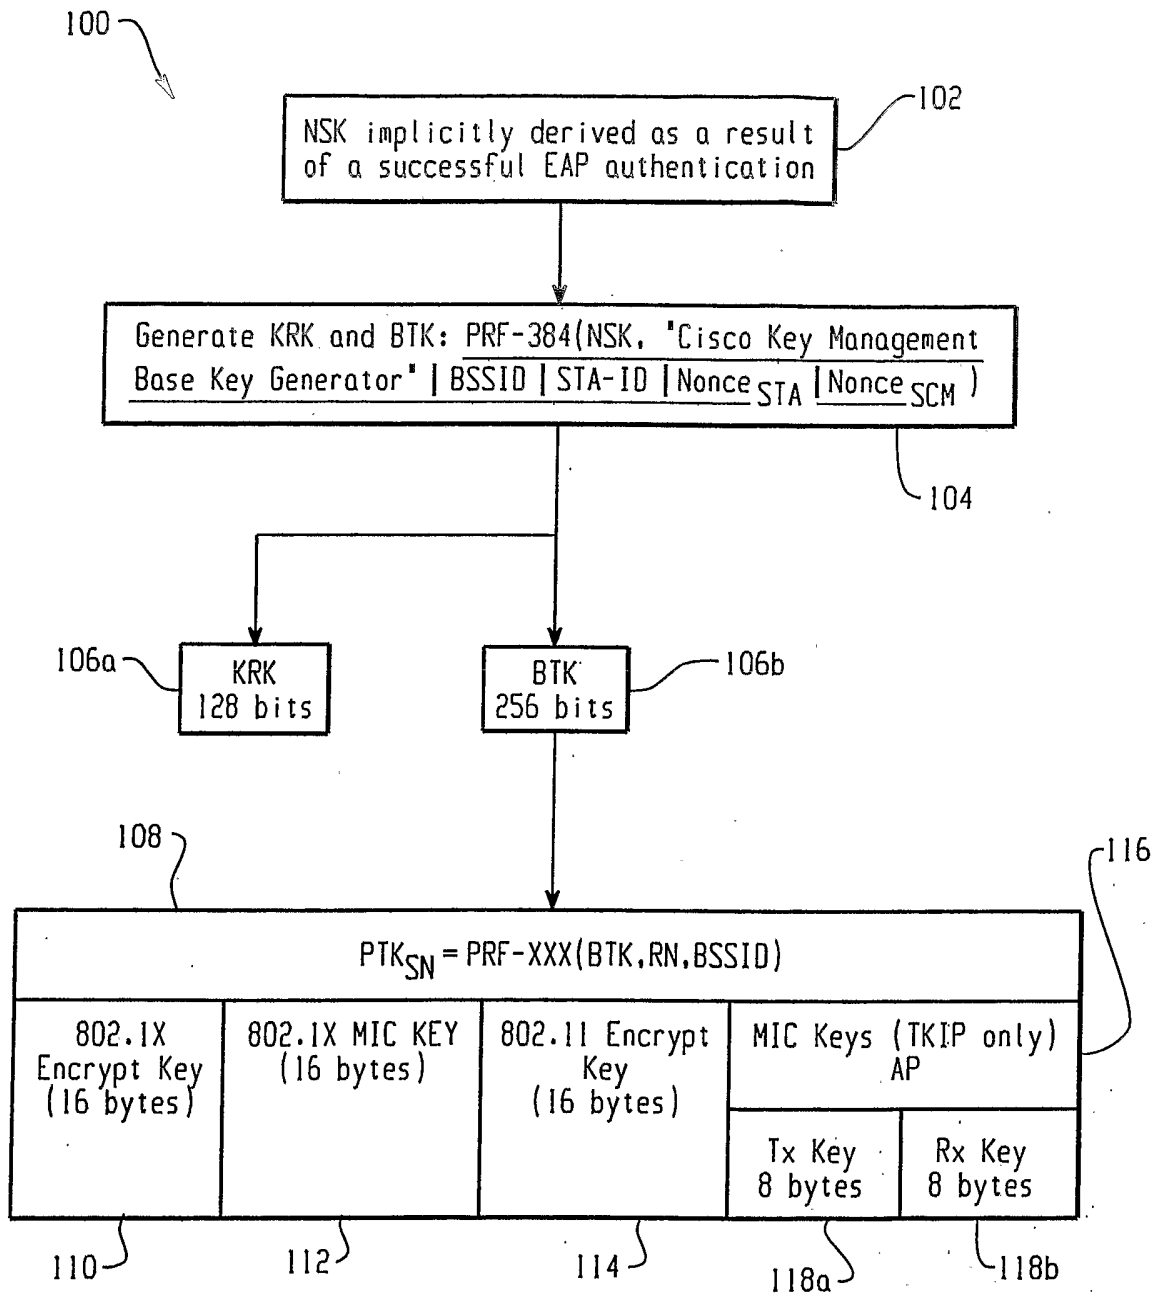 100
102
NSK implicitly derived as a result
of a successful EAP authentication
Generate KRK and BTK: PRF-384(NSK, "Cisco Key Management
Base Key Generator" | BSSID | STA-ID | Nonce STA | Nonce SCM )
104
106a
KRK
128 bits
BTK
256 bits
106b
108
116
PTKSN = PRF-XXX(BTK,RN,BSSID)
802.1X
Encrypt Key
(16 bytes)
802.1X MIC KEY
(16 bytes)
802.11 Encrypt
Key
(16 bytes)
MIC Keys (TKIP only)
AP
Tx Key
8 bytes
Rx Key
8 bytes
110
112
114
118a
118b